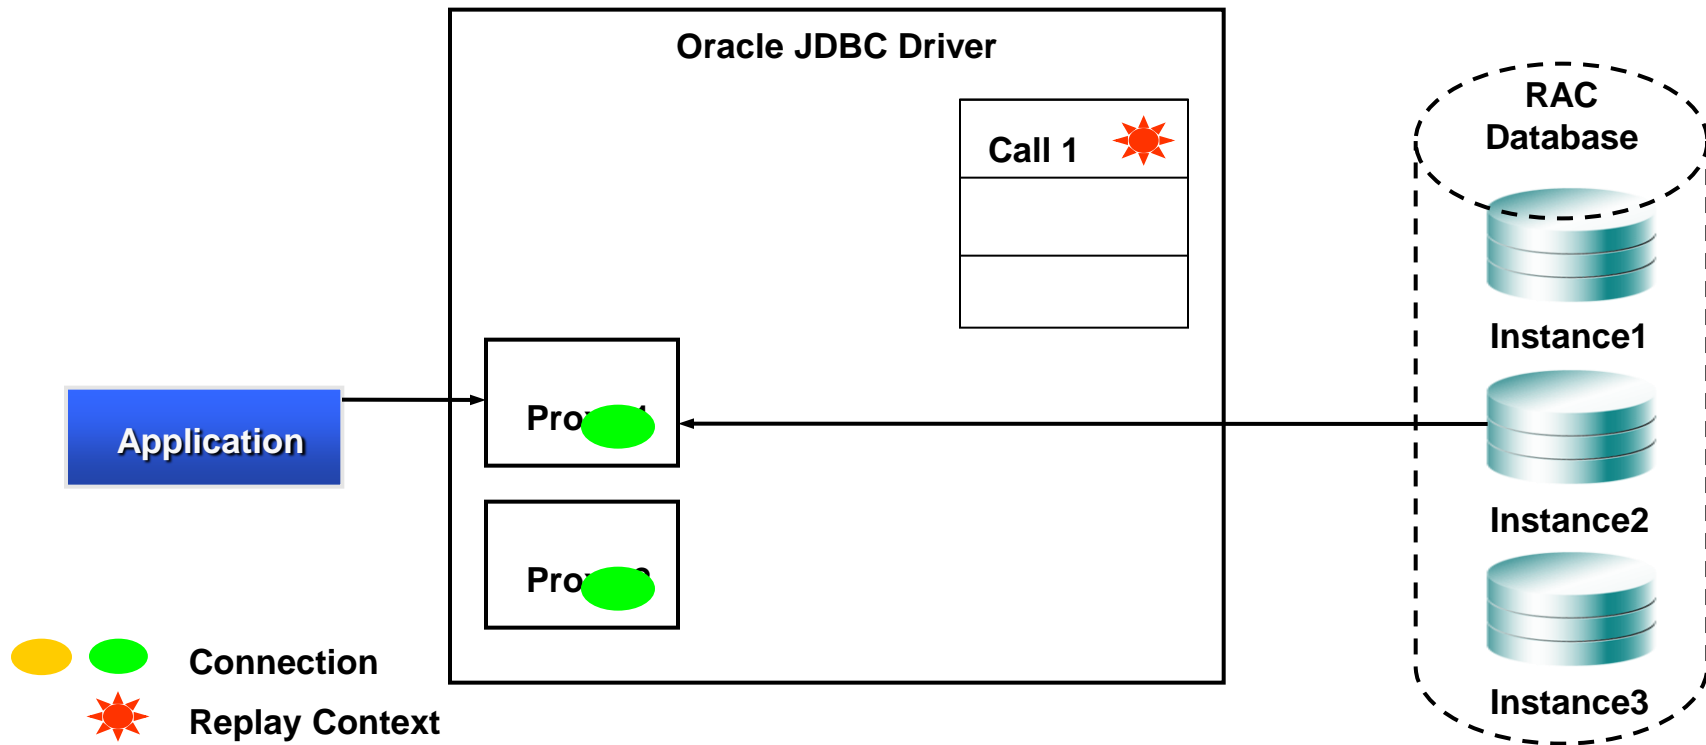 Oracle JDBC Driver
RAC
Database
Call 1
Instance1
Application
Instance2
Connection
Replay Context
Instance3